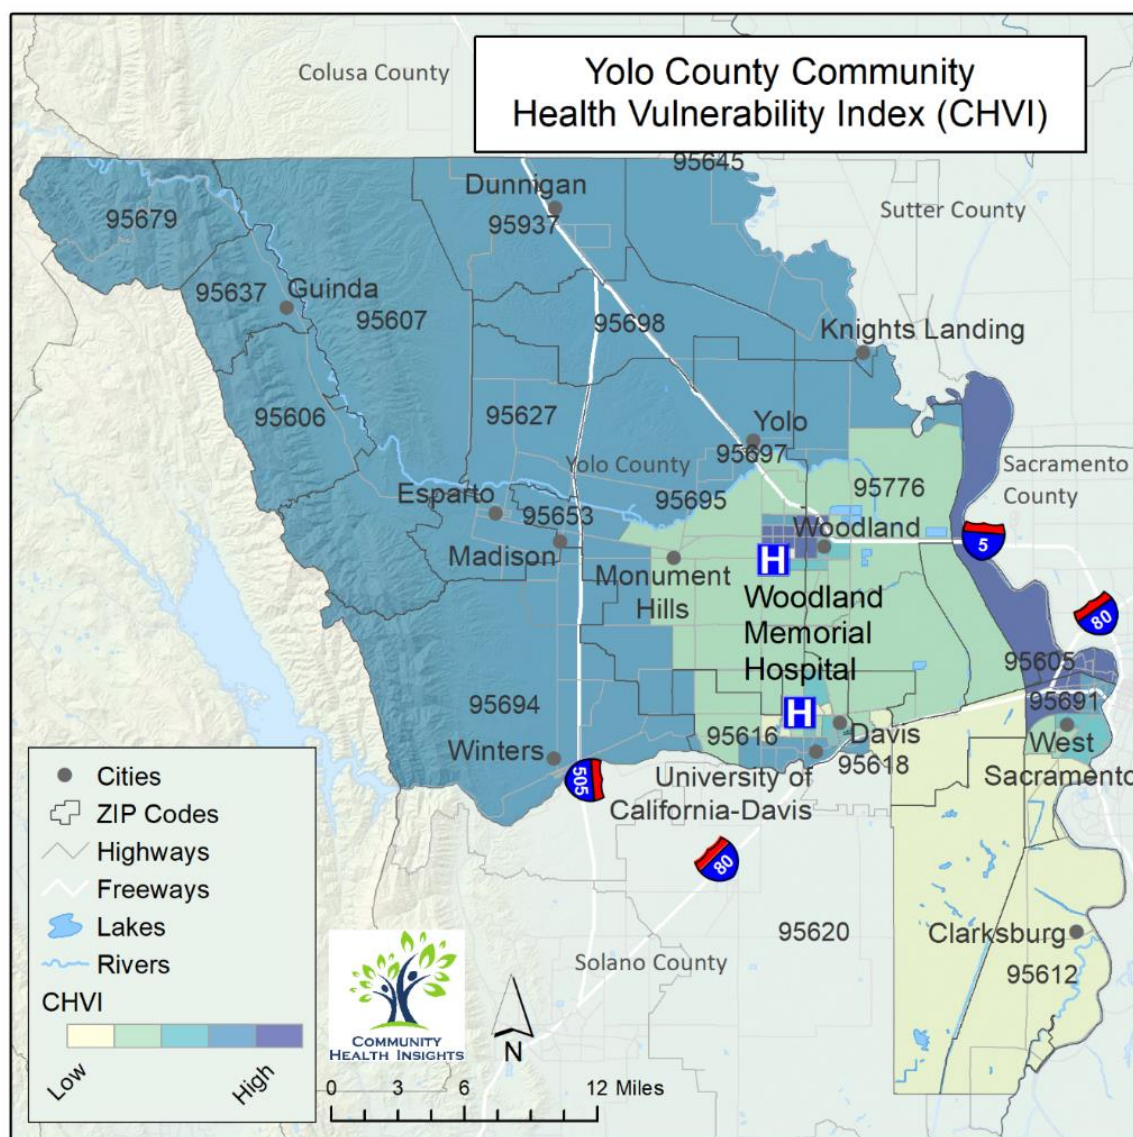 Yolo County Community
Health Vulnerability Index (CHVI)
Colusa County
95645
Dunnigan
95937
95679
Sutter County
95637
Guinda
95607
95698
Knights Landing
95606
95627
Yolo
95697
Yolo County
Sacramento
County
95776
Esparto
95695
95653
Woodland
5
Madison
H
Monument
Hills
Woodland
Memorial
Hospital
80
95605
95694
95691
H
95616
Davis
West
Sacramento
Winters
95618
505
University of
California-Davis
80
Cities
ZIP Codes
Highways
Freeways
Lakes
Rivers
CHVI
Low
High
95620
Clarksburg
Solano County
95612
COMMUNITY
HEALTH INSIGHTS
N
0 3 6 12 Miles